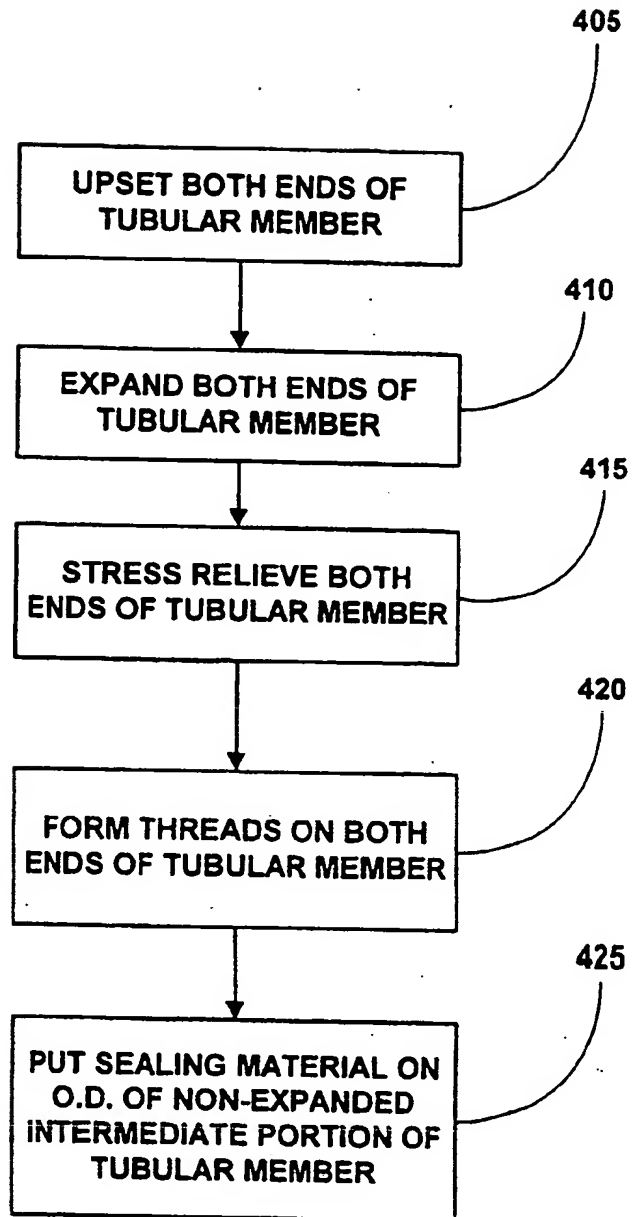 405
UPSET BOTH ENDS OF
TUBULAR MEMBER
410
EXPAND BOTH ENDS OF
TUBULAR MEMBER
415
STRESS RELIEVE BOTH
ENDS OF TUBULAR MEMBER
420
FORM THREADS ON BOTH
ENDS OF TUBULAR MEMBER
425
PUT SEALING MATERIAL ON
O.D. OF NON-EXPANDED
INTERMEDIATE PORTION OF
TUBULAR MEMBER